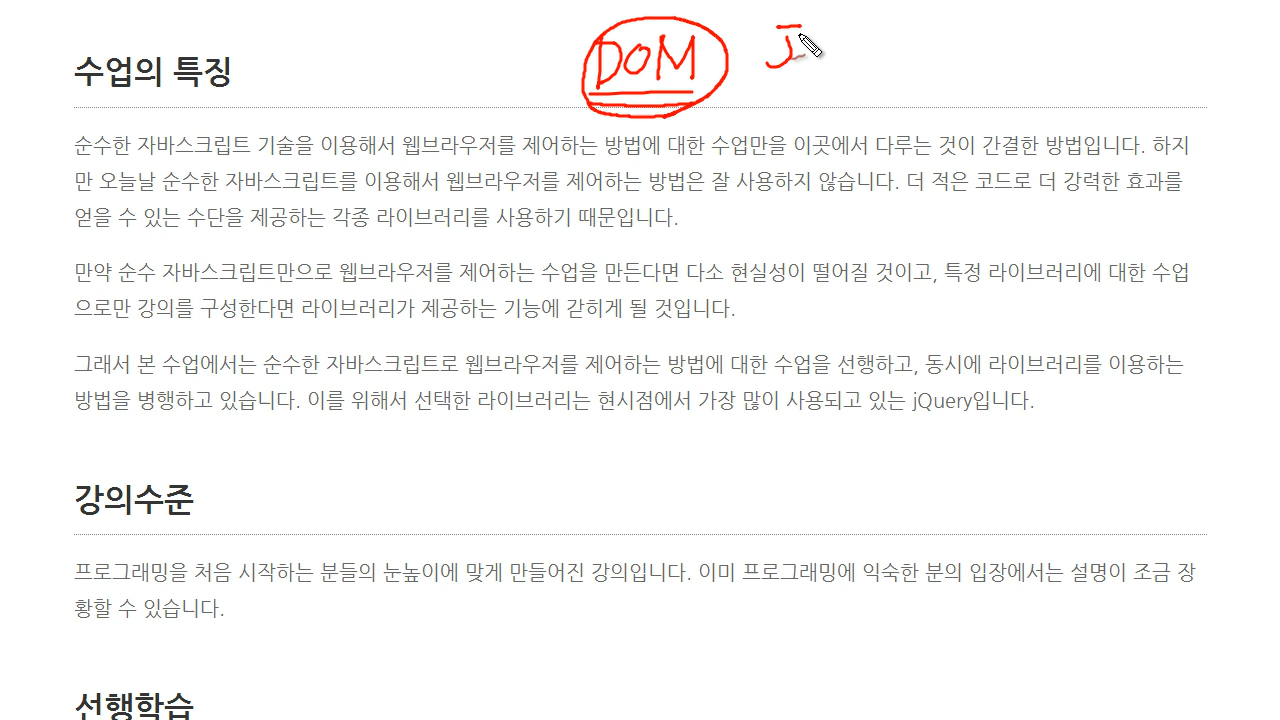 DOM J
수업의 특징
순수한 자바스크립트 기술을 이용해서 웹브라우저를 제어하는 방법에 대한 수업만을 이곳에서 다루는 것이 간결한 방법입니다. 하지
만 오늘날 순수한 자바스크립트를 이용해서 웹브라우저를 제어하는 방법은 잘 사용하지 않습니다. 더 적은 코드로 더 강력한 효과를
얻을 수 있는 수단을 제공하는 각종 라이브러리를 사용하기 때문입니다.
만약 순수 자바스크립트만으로 웹브라우저를 제어하는 수업을 만든다면 다소 현실성이 떨어질 것이고, 특정 라이브러리에 대한 수업
으로만 강의를 구성한다면 라이브러리가 제공하는 기능에 갇히게 될 것입니다.
그래서 본 수업에서는 순수한 자바스크립트로 웹브라우저를 제어하는 방법에 대한 수업을 선행하고, 동시에 라이브러리를 이용하는
방법을 병행하고 있습니다. 이를 위해서 선택한 라이브러리는 현시점에서 가장 많이 사용되고 있는 jQuery입니다.
강의수준
프로그래밍을 처음 시작하는 분들의 눈높이에 맞게 만들어진 강의입니다. 이미 프로그래밍에 익숙한 분의 입장에서는 설명이 조금 장
황할 수 있습니다.
선행학습